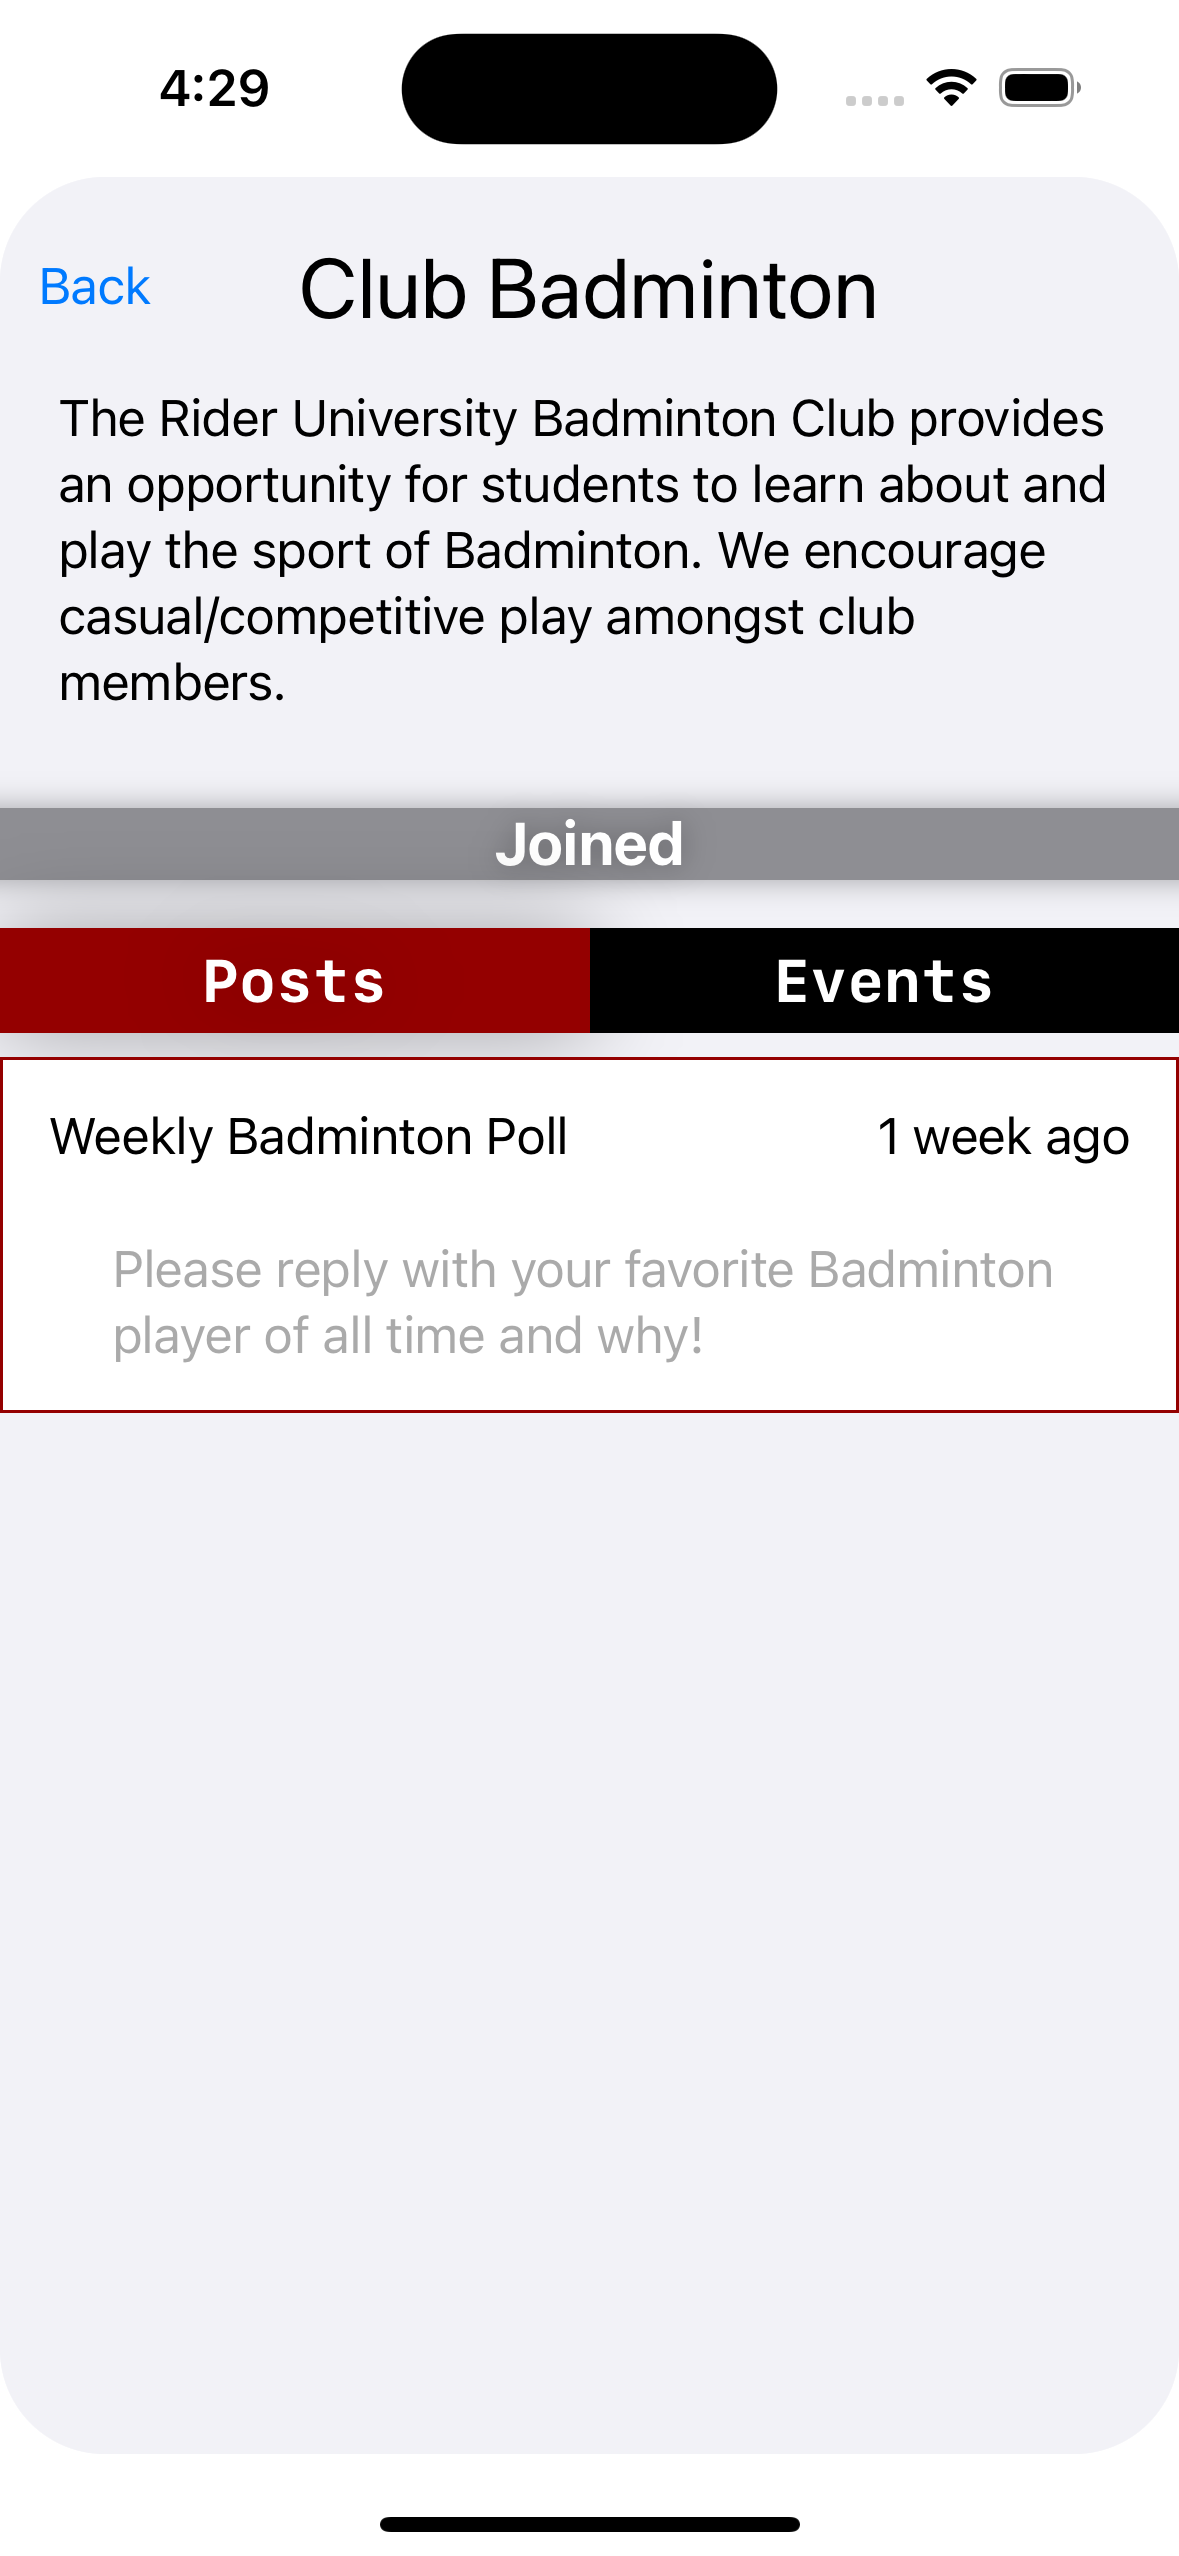 4:29
Back
Club Badminton
The Rider University Badminton Club provides
an opportunity for students to learn about and
play the sport of Badminton. We encourage
casual/competitive play amongst club
members.
Joined
Posts
Events
Weekly Badminton Poll
1 week ago
Please reply with your favorite Badminton
player of all time and why!